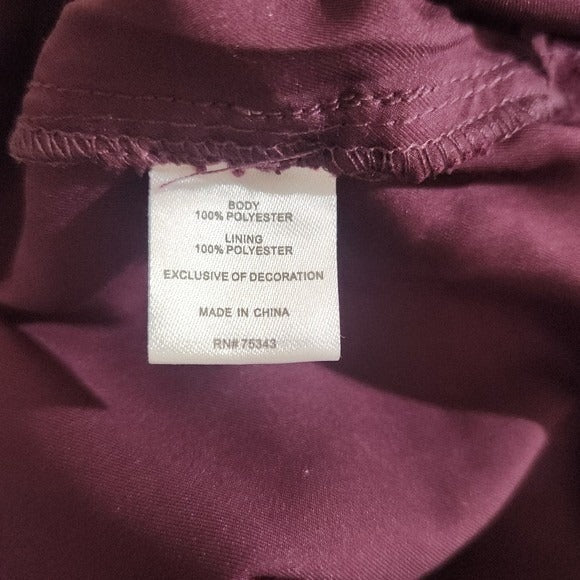 BODY
100% POLYESTER
LINING
100% POLYESTER
EXCLUSIVE OF DECORATION
MADE IN CHINA
RN# 75343